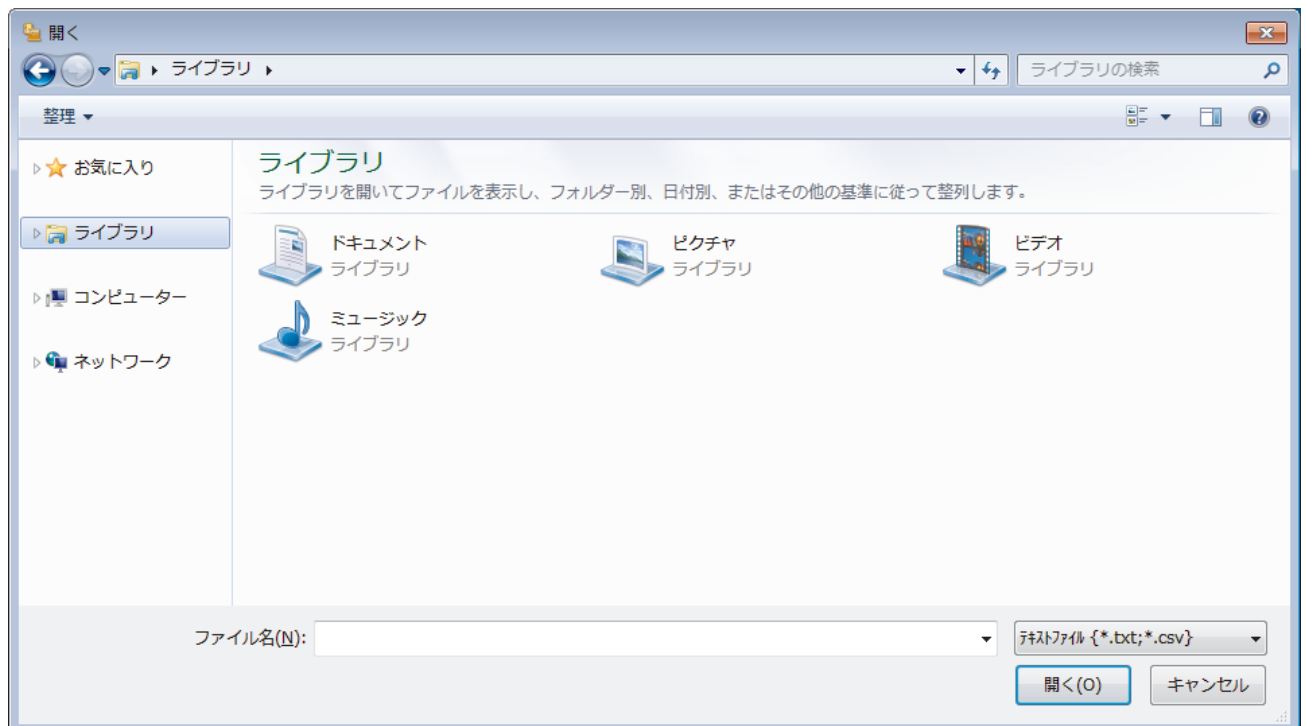 開く
ライブラリ
ライブラリの検索
整理
お気に入り
ライブラリ
コンピューター
ネットワーク
ライブラリ
ライブラリを開いてファイルを表示し、フォルダー別、日付別、またはその他の基準に従って整列します。
ドキュメント
ライブラリ
ピクチャ
ライブラリ
ビデオ
ライブラリ
ミュージック
ライブラリ
ファイル名(N):
ﾃｷｽﾄﾌｧｲﾙ {*.txt;*.csv}
開く(O)
キャンセル